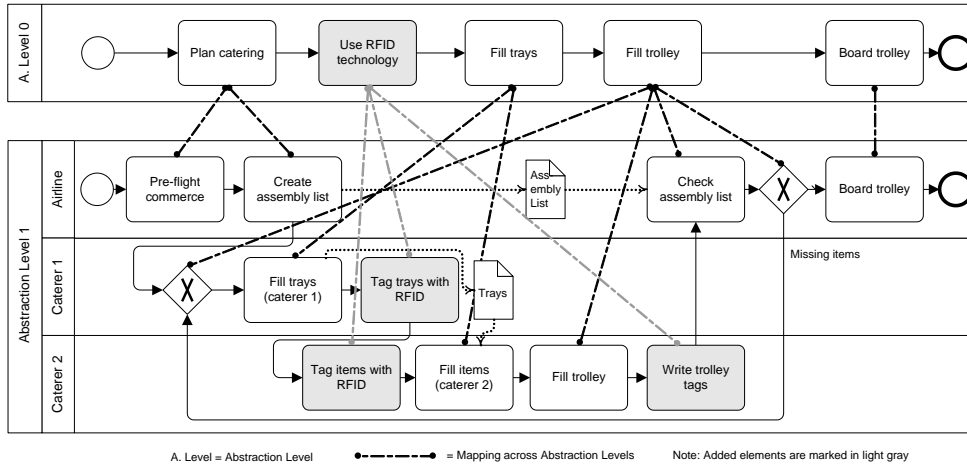 A. Level 0
Plan catering
Use RFID
technology
Fill trays
Fill trolley
Board trolley
Abstraction Level 1
Airline
Pre-flight
commerce
Create
assembly list
Ass-
embly
List
Check
assembly list
X
Board trolley
Missing items
Caterer 1
X
Fill trays
(caterer 1)
Tag trays with
RFID
Trays
Caterer 2
Tag items with
RFID
Fill items
(caterer 2)
Fill trolley
Write trolley
tags
A. Level = Abstraction Level
= Mapping across Abstraction Levels
Note: Added elements are marked in light gray